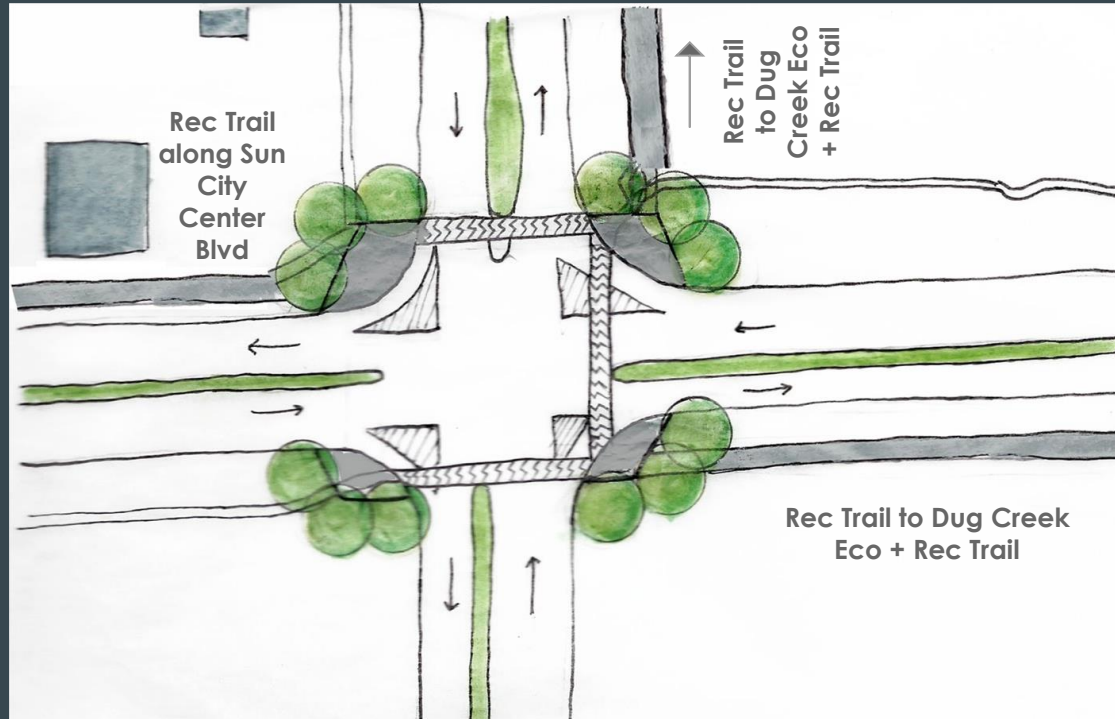 Rec Trail
along Sun
City
Center
Blvd
Rec Trail
to Dug
Creek Eco
+ Rec Trail
Rec Trail to Dug Creek
Eco + Rec Trail